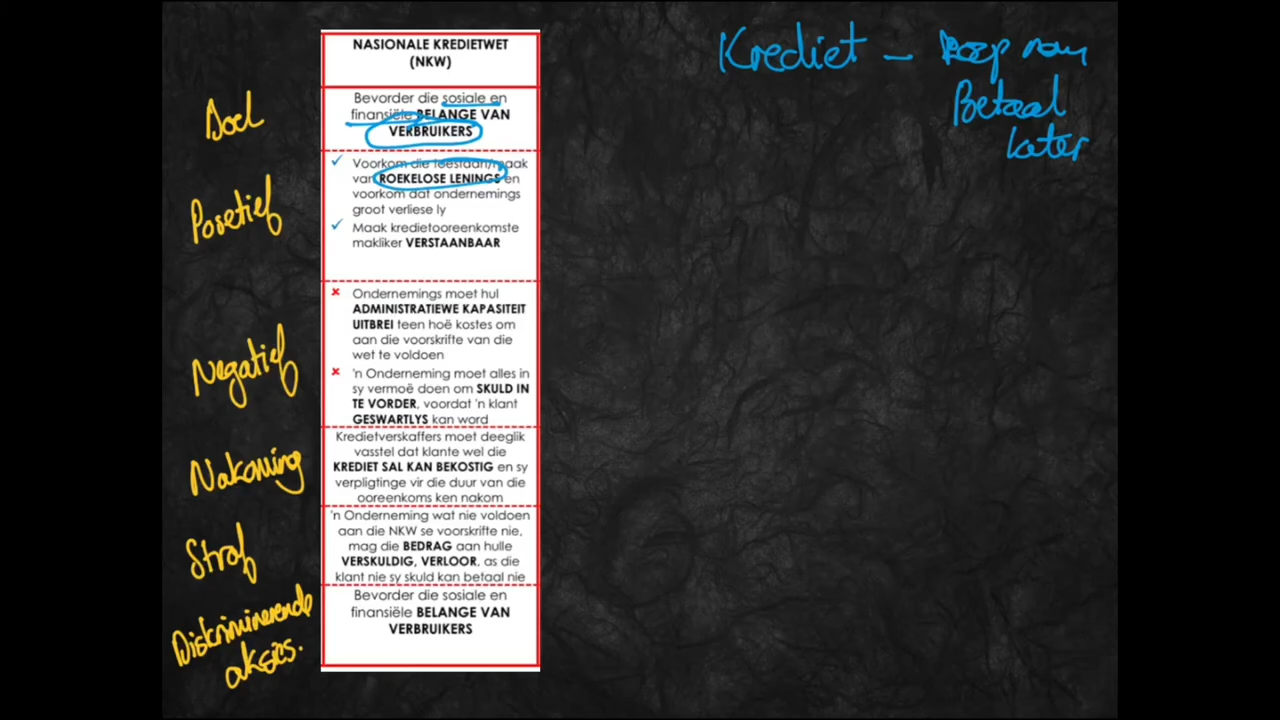 Krediet - Koop nou
Betaal
later
NASIONALE KREDIETWET
(NKW)
Doel
Bevorder die sosiale en
finansiële BELANGE VAN
VERBRUIKERS
Posetief
✓ Voorkom die toestaan/maak
van ROEKELOSE LENINGS en
voorkom dat ondernemings
groot verliese ly
✓ Maak kredietooreenkomste
makliker VERSTAANBAAR
Negatief
× Ondernemings moet hul
ADMINISTRATIEWE KAPASITEIT
UITBREI teen hoë kostes om
aan die voorskrifte van die
wet te voldoen
× 'n Onderneming moet alles in
sy vermoë doen om SKULD IN
TE VORDER, voordat 'n klant
GESWARTLYS kan word
Nakoming
Kredietverskaffers moet deeglik
vasstel dat klante wel die
KREDIET SAL KAN BEKOSTIG en sy
verpligtinge vir die duur van die
ooreenkoms ken nakom
Straf
'n Onderneming wat nie voldoen
aan die NKW se voorskrifte nie,
mag die BEDRAG aan hulle
VERSKULDIG, VERLOOR, as die
klant nie sy skuld kan betaal nie
Diskriminerende
aksies.
Bevorder die sosiale en
finansiële BELANGE VAN
VERBRUIKERS